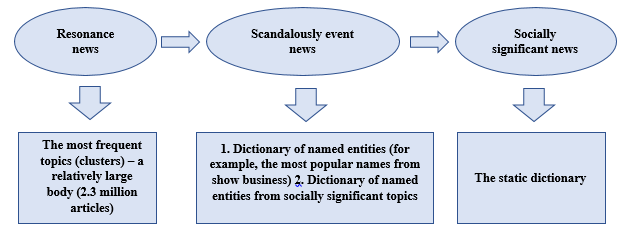 Resonance
news
Scandalously event
news
Socially
significant news
The most frequent
topics (clusters) – a
relatively large
body (2.3 million
articles)
1. Dictionary of named entities (for
example, the most popular names from
show business) 2. Dictionary of named
entities from socially significant topics
The static dictionary